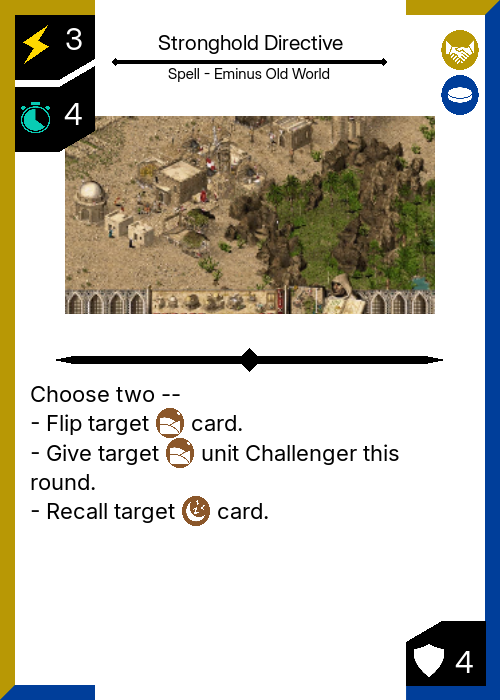 3
Stronghold Directive
Spell - Eminus Old World
4
Choose two --
- Flip target card.
- Give target unit Challenger this
round.
- Recall target card.
4